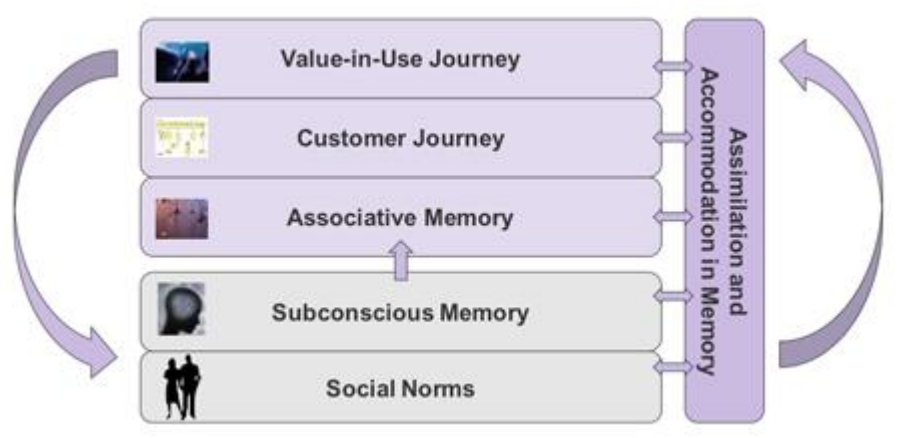 Value-in-Use Journey
Customer Journey
Associative Memory
Subconscious Memory
Social Norms
Assimilation and
Accommodation in Memory